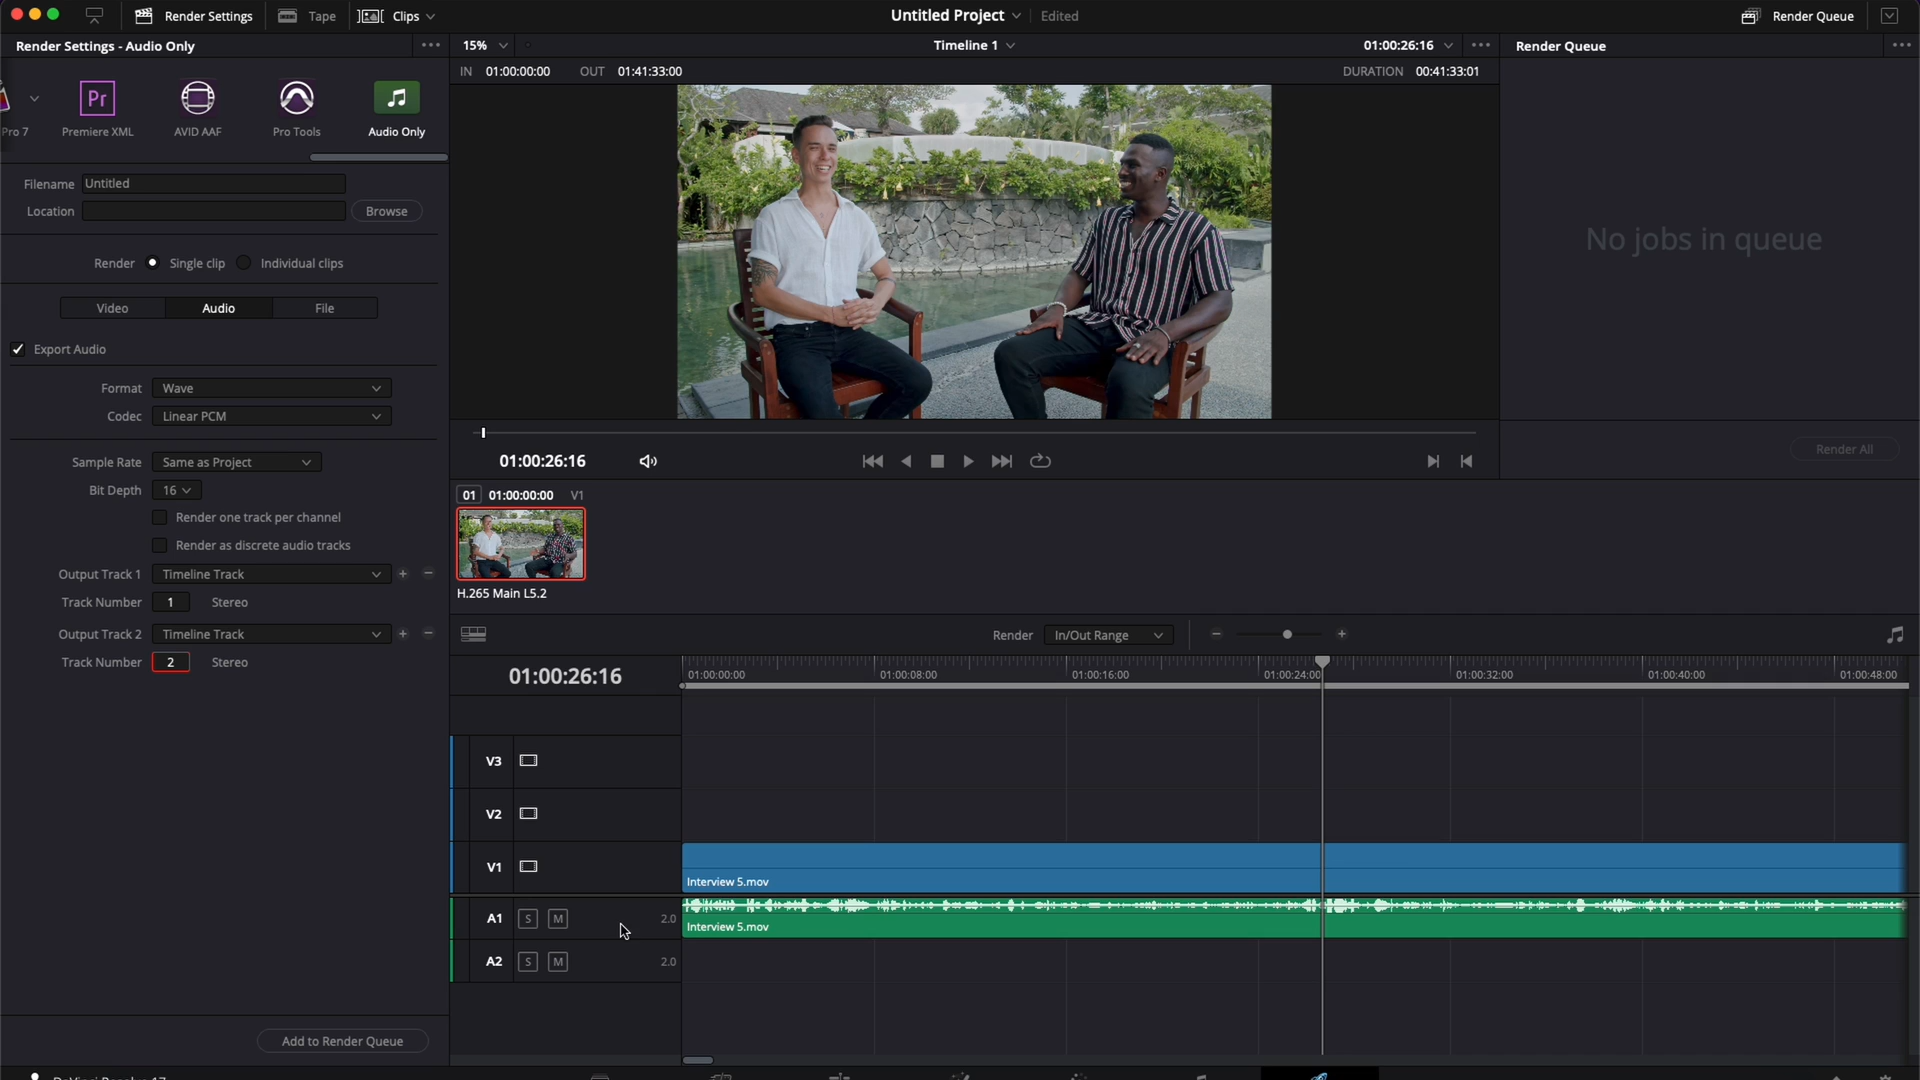 Render Settings
Tape
Clips
Untitled Project
Edited
Render Queue
Render Settings - Audio Only
15%
Timeline 1
01:00:26:16
Render Queue
IN 01:00:00:00 OUT 01:41:33:00
DURATION 00:41:33:01
Pro 7
Premiere XML
AVID AAF
Pro Tools
Audio Only
Pr
Filename Untitled
Location
Browse
Render Single clip Individual clips
Video Audio File
Export Audio
Format Wave
Codec Linear PCM
Sample Rate Same as Project
Bit Depth 16
Render one track per channel
Render as discrete audio tracks
Output Track 1 Timeline Track
Track Number 1 Stereo
Output Track 2 Timeline Track
Track Number 2 Stereo
Add to Render Queue
01:00:26:16
01 01:00:00:00 V1
H.265 Main L5.2
No jobs in queue
Render All
Render In/Out Range
01:00:26:16
01:00:00:00 01:00:08:00 01:00:16:00 01:00:24:00 01:00:32:00 01:00:40:00 01:00:48:00
V3
V2
V1
Interview 5.mov
A1 S M 2.0
Interview 5.mov
A2 S M 2.0